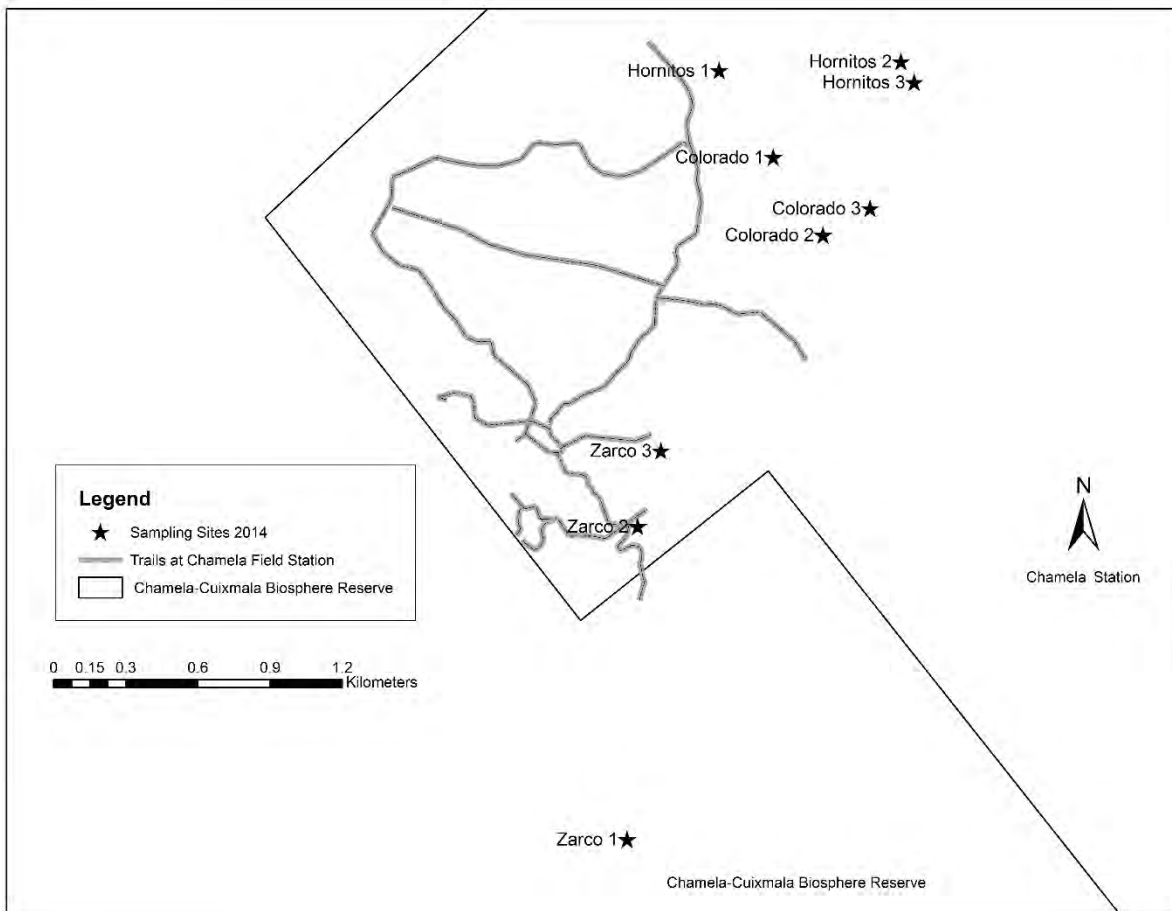 Hornitos 1
Hornitos 2
Hornitos 3
Colorado 1
Colorado 3
Colorado 2
Zarco 3
Zarco 2
Legend
Sampling Sites 2014
Trails at Chamela Field Station
Chamela-Cuixmala Biosphere Reserve
N
Chamela Station
0 0.15 0.3 0.6 0.9 1.2
Kilometers
Zarco 1
Chamela-Cuixmala Biosphere Reserve